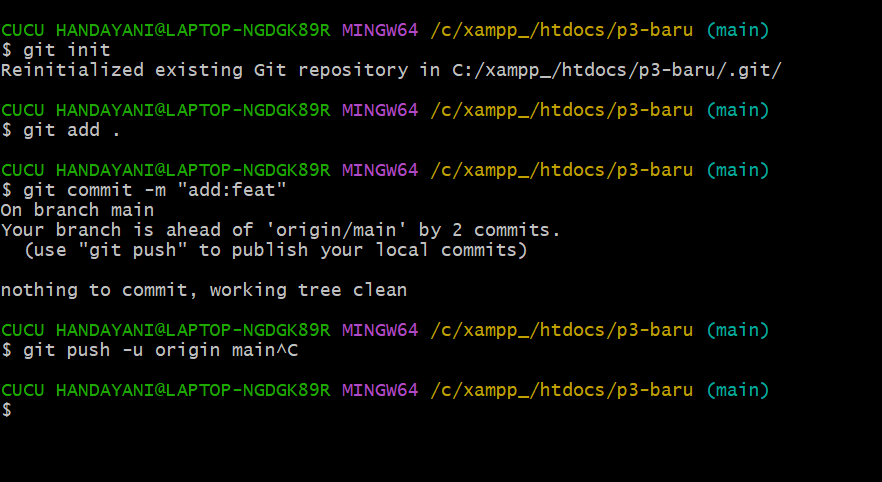 CUCU HANDAYANI@LAPTOP-NGDGK89R MINGW64 /c/xampp_/htdocs/p3-baru (main)
$ git init
Reinitialized existing Git repository in C:/xampp_/htdocs/p3-baru/.git/
CUCU HANDAYANI@LAPTOP-NGDGK89R MINGW64 /c/xampp_/htdocs/p3-baru (main)
$ git add .
CUCU HANDAYANI@LAPTOP-NGDGK89R MINGW64 /c/xampp_/htdocs/p3-baru (main)
$ git commit -m "add:feat"
On branch main
Your branch is ahead of 'origin/main' by 2 commits.
  (use "git push" to publish your local commits)
nothing to commit, working tree clean
CUCU HANDAYANI@LAPTOP-NGDGK89R MINGW64 /c/xampp_/htdocs/p3-baru (main)
$ git push -u origin main^C
CUCU HANDAYANI@LAPTOP-NGDGK89R MINGW64 /c/xampp_/htdocs/p3-baru (main)
$